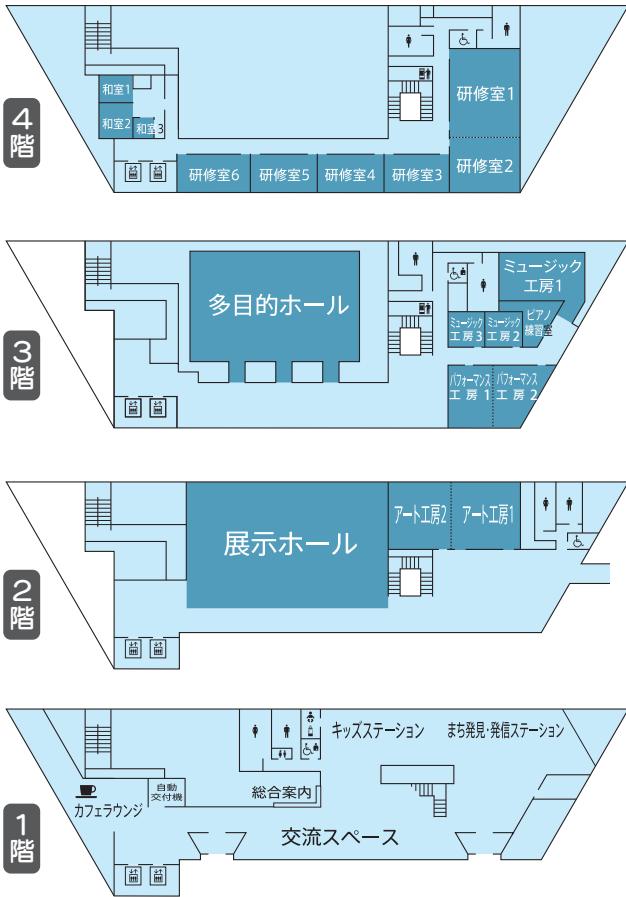 4階
和室1
和室2
和室3
研修室1
研修室2
研修室6
研修室5
研修室4
研修室3
3階
多目的ホール
ミュージック
工房1
ミュージック
工房3
ミュージック
工房2
ピアノ
練習室
パフォーマンス
工房1
パフォーマンス
工房2
2階
展示ホール
アート工房2
アート工房1
1階
キッズステーション
まち発見・発信ステーション
カフェラウンジ
自動
交付機
総合案内
交流スペース